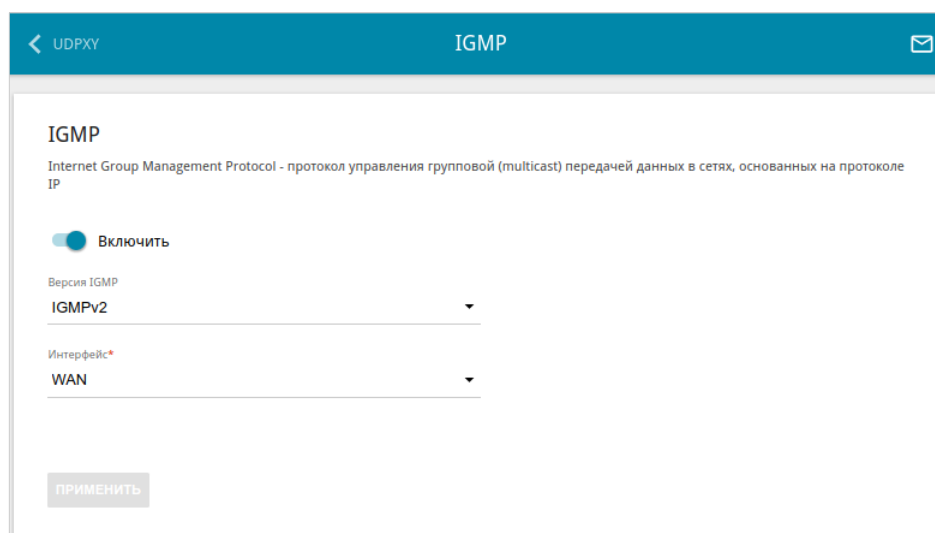 UDPXY
IGMP
IGMP
Internet Group Management Protocol - протокол управления групповой (multicast) передачей данных в сетях, основанных на протоколе
IP
Включить
Версия IGMP
IGMPv2
Интерфейс*
WAN
ПРИМЕНИТЬ